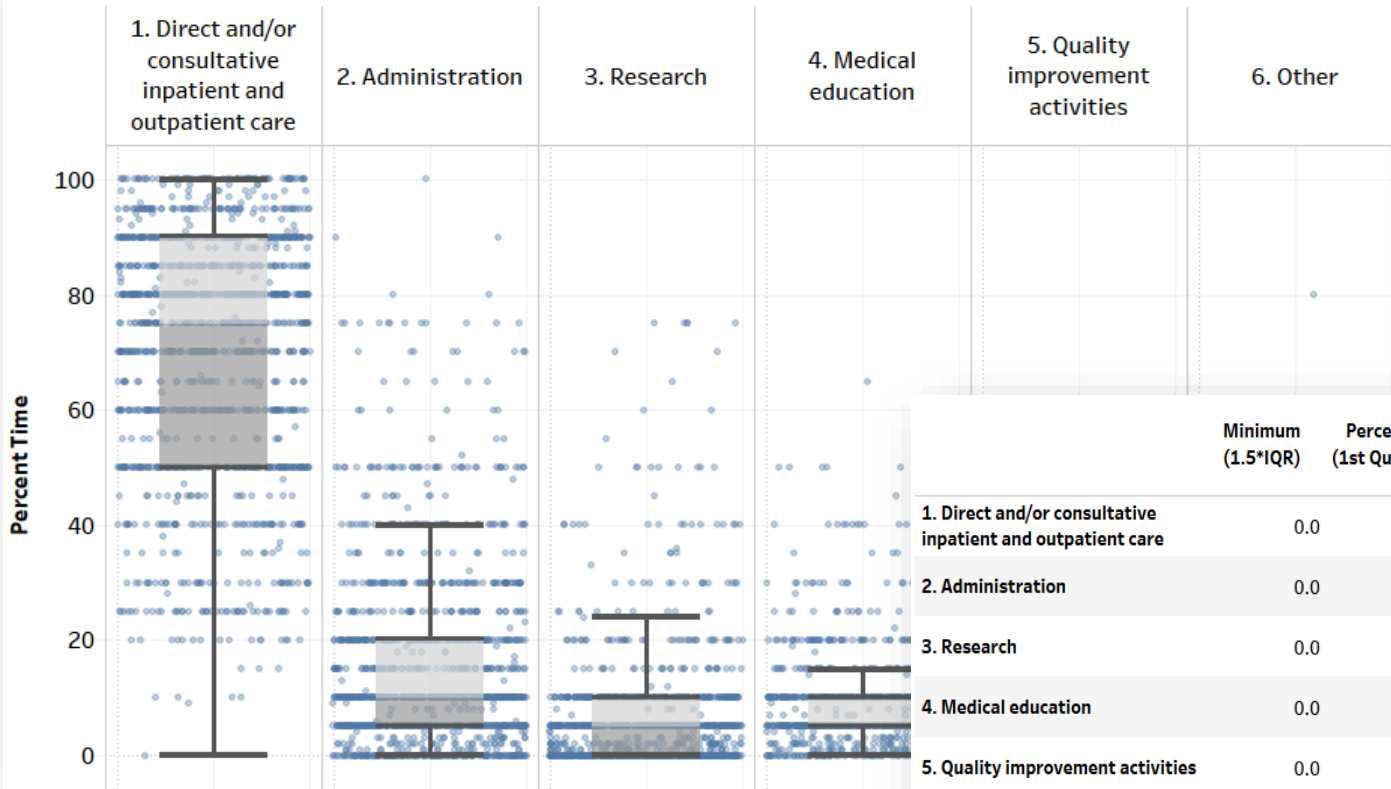 1. Direct and/or
consultative
inpatient and
outpatient care
2. Administration
3. Research
4. Medical
education
5. Quality
improvement
activities
6. Other
Percent Time
100
80
60
40
20
0
Minimum
(1.5*IQR)
Perce
(1st Qu
1. Direct and/or consultative
inpatient and outpatient care
0.0
2. Administration
0.0
3. Research
0.0
4. Medical education
0.0
5. Quality improvement activities
0.0